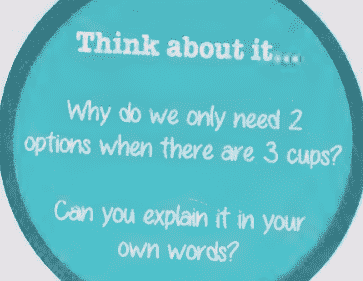 Think about it...
Why do we only need 2
options when there are 3 cups?
Can you explain it in your
own words?